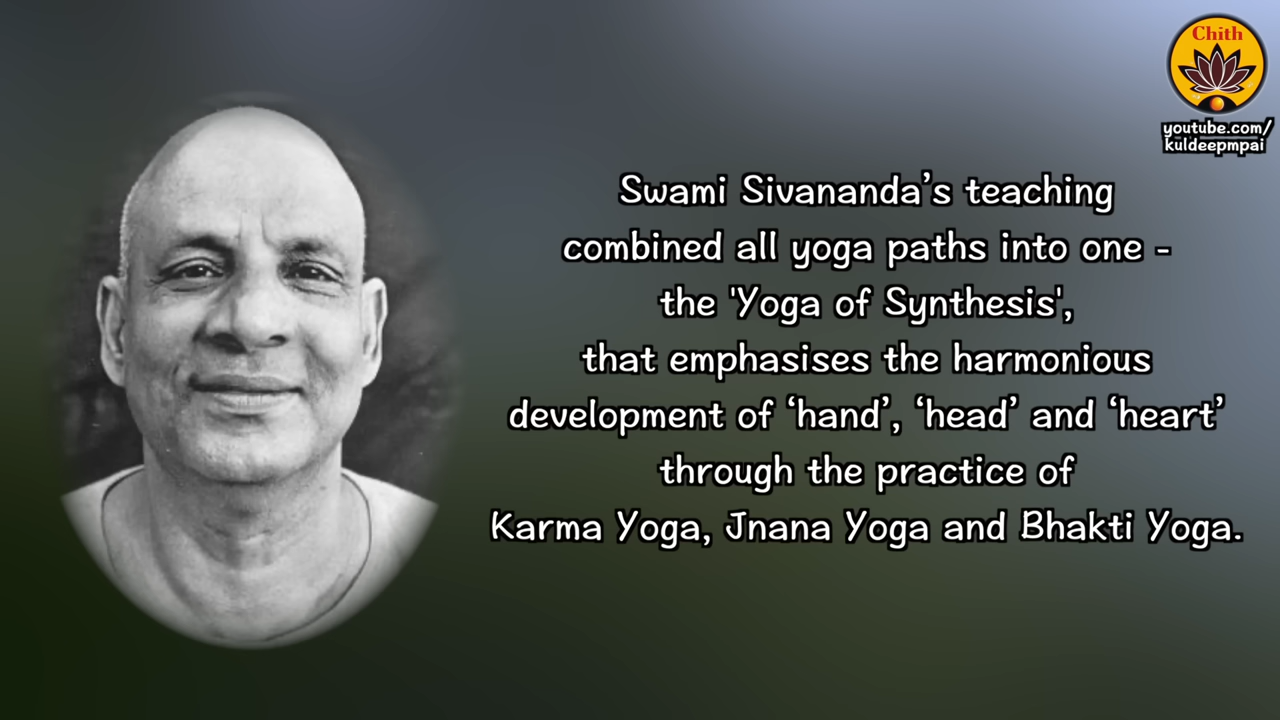 Chith
youtube.com/
kuldeepmpai
Swami Sivananda’s teaching
combined all yoga paths into one -
the 'Yoga of Synthesis',
that emphasises the harmonious
development of ‘hand’, ‘head’ and ‘heart’
through the practice of
Karma Yoga, Jnana Yoga and Bhakti Yoga.